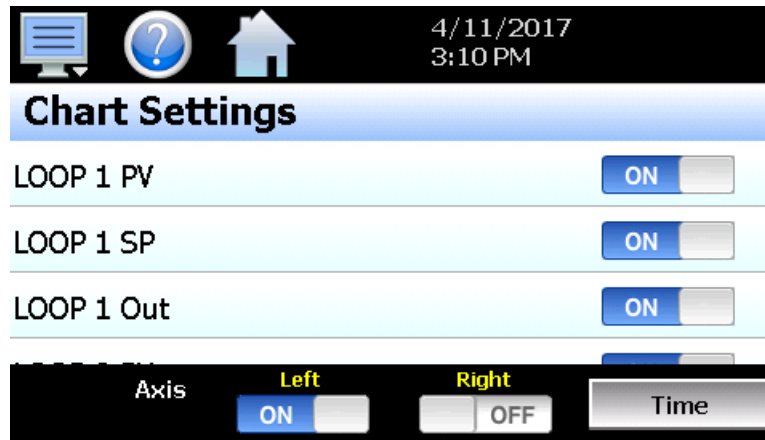 ?
4/11/2017
3:10 PM
Chart Settings
LOOP 1 PV ON
LOOP 1 SP ON
LOOP 1 Out ON
Axis Left ON Right OFF Time